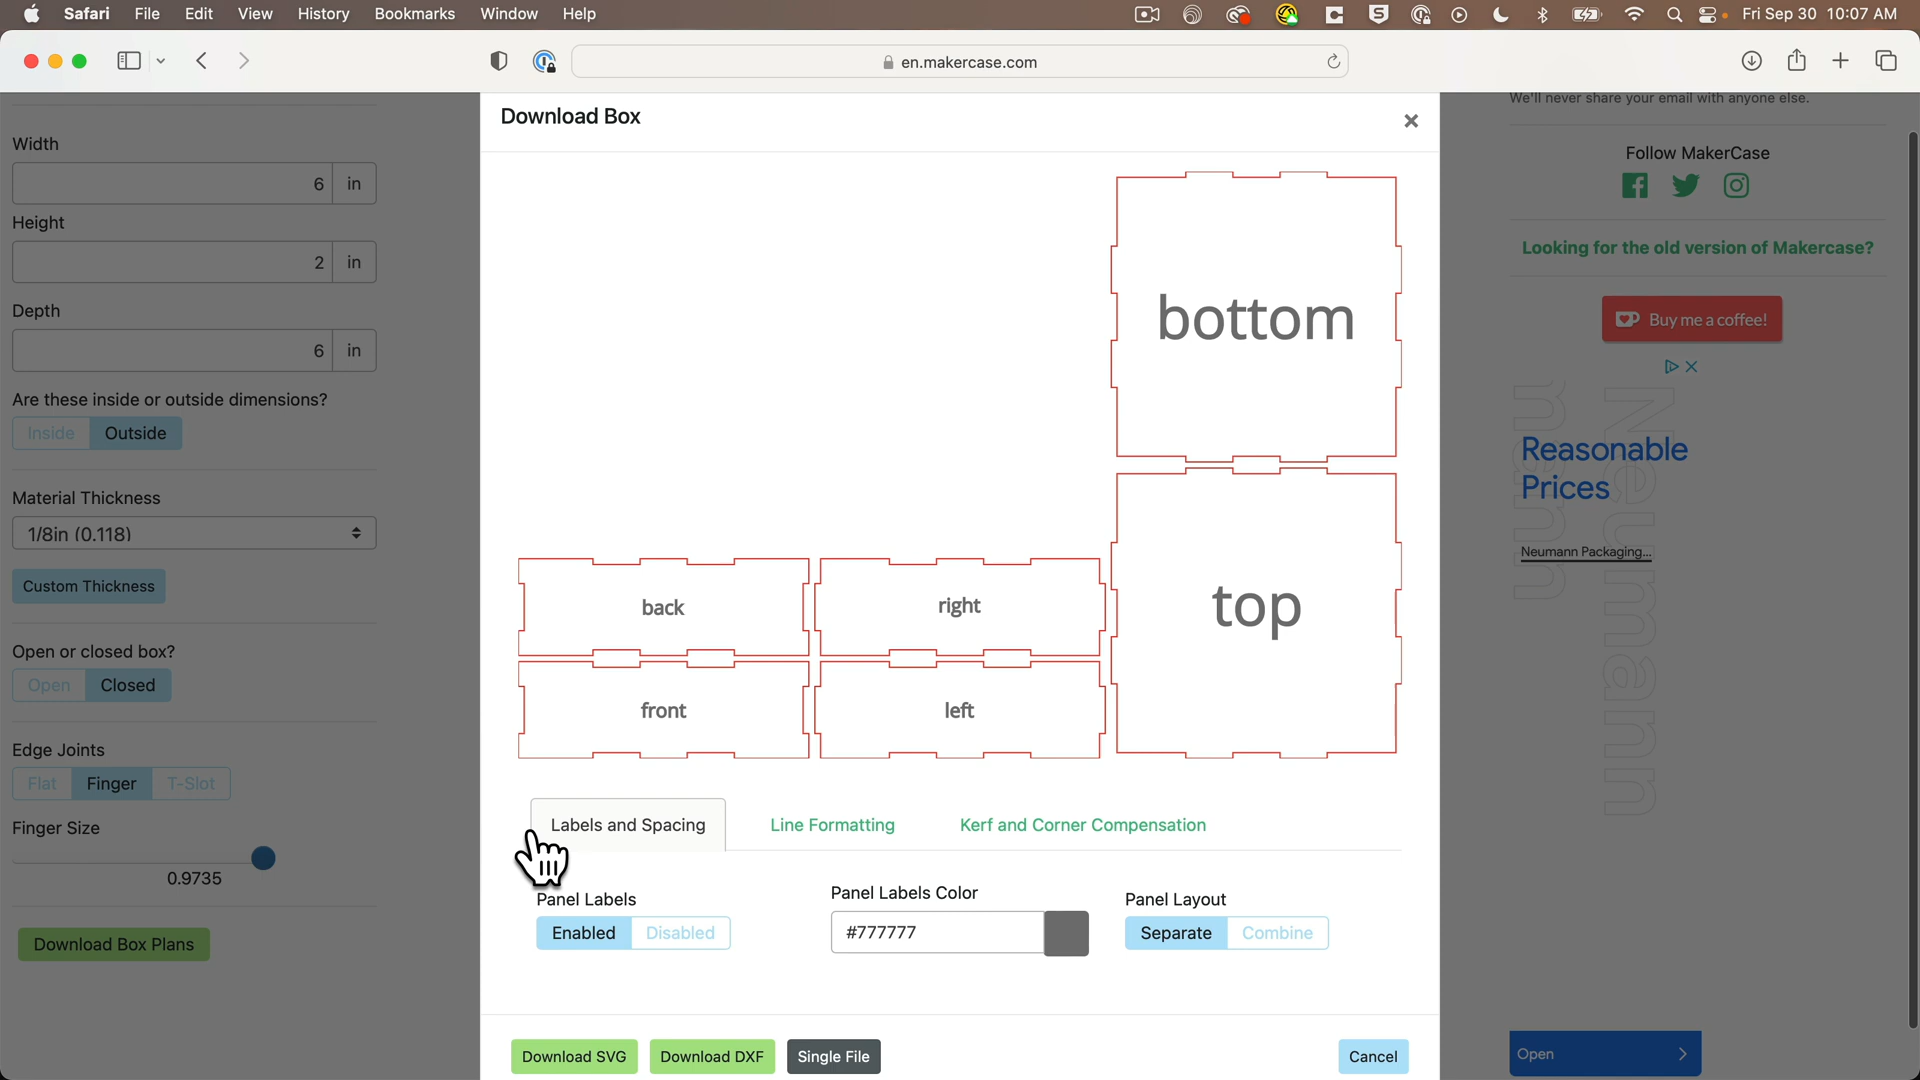 Safari File Edit View History Bookmarks Window Help
Fri Sep 30 10:07 AM
en.makercase.com
Width
6 in
Height
2 in
Depth
6 in
Are these inside or outside dimensions?
Inside Outside
Material Thickness
1/8in (0.118)
Custom Thickness
Open or closed box?
Open Closed
Edge Joints
Flat Finger T-Slot
Finger Size
0.9735
Download Box Plans
Download Box
bottom
top
back
right
front
left
Labels and Spacing Line Formatting Kerf and Corner Compensation
Panel Labels
Enabled Disabled
Panel Labels Color
#777777
Panel Layout
Separate Combine
Download SVG Download DXF Single File Cancel
We'll never share your email with anyone else.
Follow MakerCase
Looking for the old version of Makercase?
Buy me a coffee!
Reasonable
Prices
Neumann Packaging...
Neumann
Open